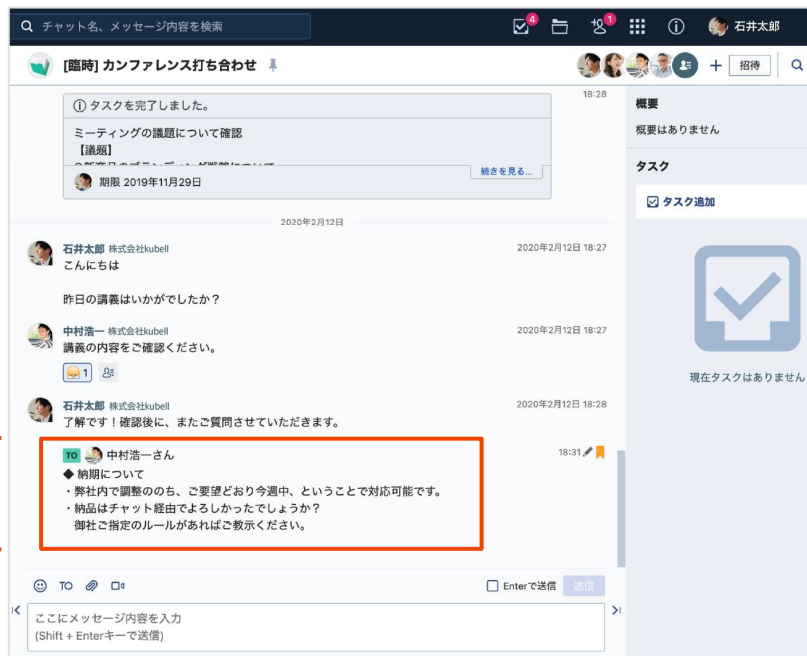 チャット名、メッセージ内容を検索
4
1
石井太郎
[臨時] カンファレンス打ち合わせ
招待
18:28
タスクを完了しました。
ミーティングの議題について確認
【議題】
続きを見る...
期限 2019年11月29日
2020年2月12日
石井太郎 株式会社kubell
2020年2月12日 18:27
こんにちは
昨日の講義はいかがでしたか？
中村浩一 株式会社kubell
2020年2月12日 18:27
講義の内容をご確認ください。
1
石井太郎 株式会社kubell
2020年2月12日 18:28
了解です！確認後に、またご質問させていただきます。
TO 中村浩一さん
18:31
◆ 納期について
・弊社内で調整ののち、ご要望どおり今週中、ということで対応可能です。
・納品はチャット経由でよろしかったでしょうか？
御社ご指定のルールがあればご教示ください。
TO
Enterで送信
送信
ここにメッセージ内容を入力
(Shift + Enterキーで送信)
概要
概要はありません
タスク
タスク追加
現在タスクはありません